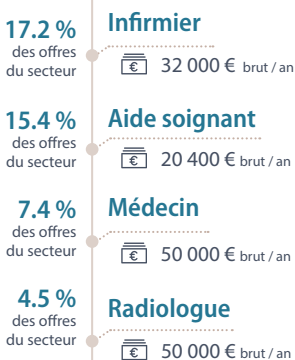 17.2 %
des offres
du secteur
Infirmier
€ 32 000 € brut / an
15.4 %
des offres
du secteur
Aide soignant
€ 20 400 € brut / an
7.4 %
des offres
du secteur
Médecin
€ 50 000 € brut / an
4.5 %
des offres
du secteur
Radiologue
€ 50 000 € brut / an